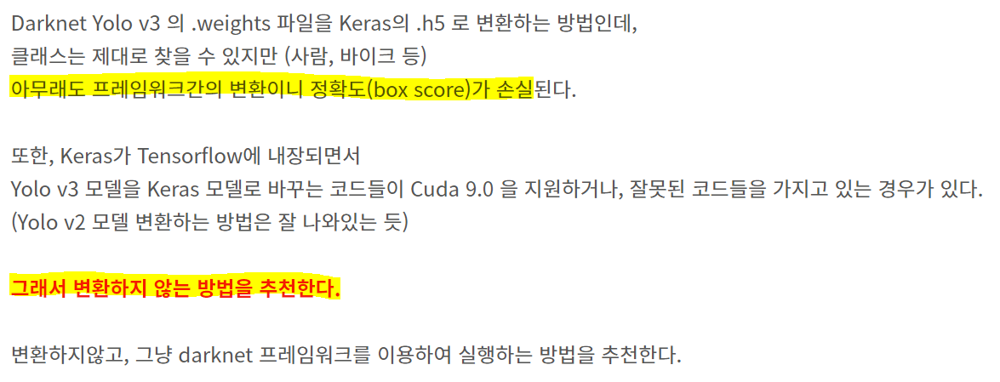 Darknet Yolo v3 의 .weights 파일을 Keras의 .h5 로 변환하는 방법인데,
클래스는 제대로 찾을 수 있지만 (사람, 바이크 등)
아무래도 프레임워크간의 변환이니 정확도(box score)가 손실된다.
또한, Keras가 Tensorflow에 내장되면서
Yolo v3 모델을 Keras 모델로 바꾸는 코드들이 Cuda 9.0 을 지원하거나, 잘못된 코드들을 가지고 있는 경우가 있다.
(Yolo v2 모델 변환하는 방법은 잘 나와있는 듯)
그래서 변환하지 않는 방법을 추천한다.
변환하지않고, 그냥 darknet 프레임워크를 이용하여 실행하는 방법을 추천한다.